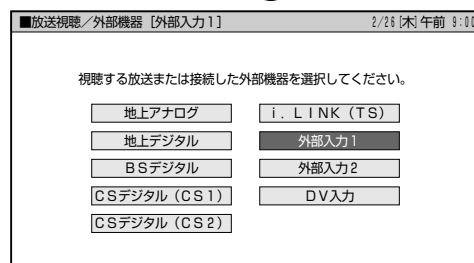 ■放送視聴／外部機器［外部入力1］ 2/26[木]午前 9:00
視聴する放送または接続した外部機器を選択してください。
地上アナログ i．LINK（TS）
地上デジタル 外部入力1
BSデジタル 外部入力2
CSデジタル（CS1） DV入力
CSデジタル（CS2）